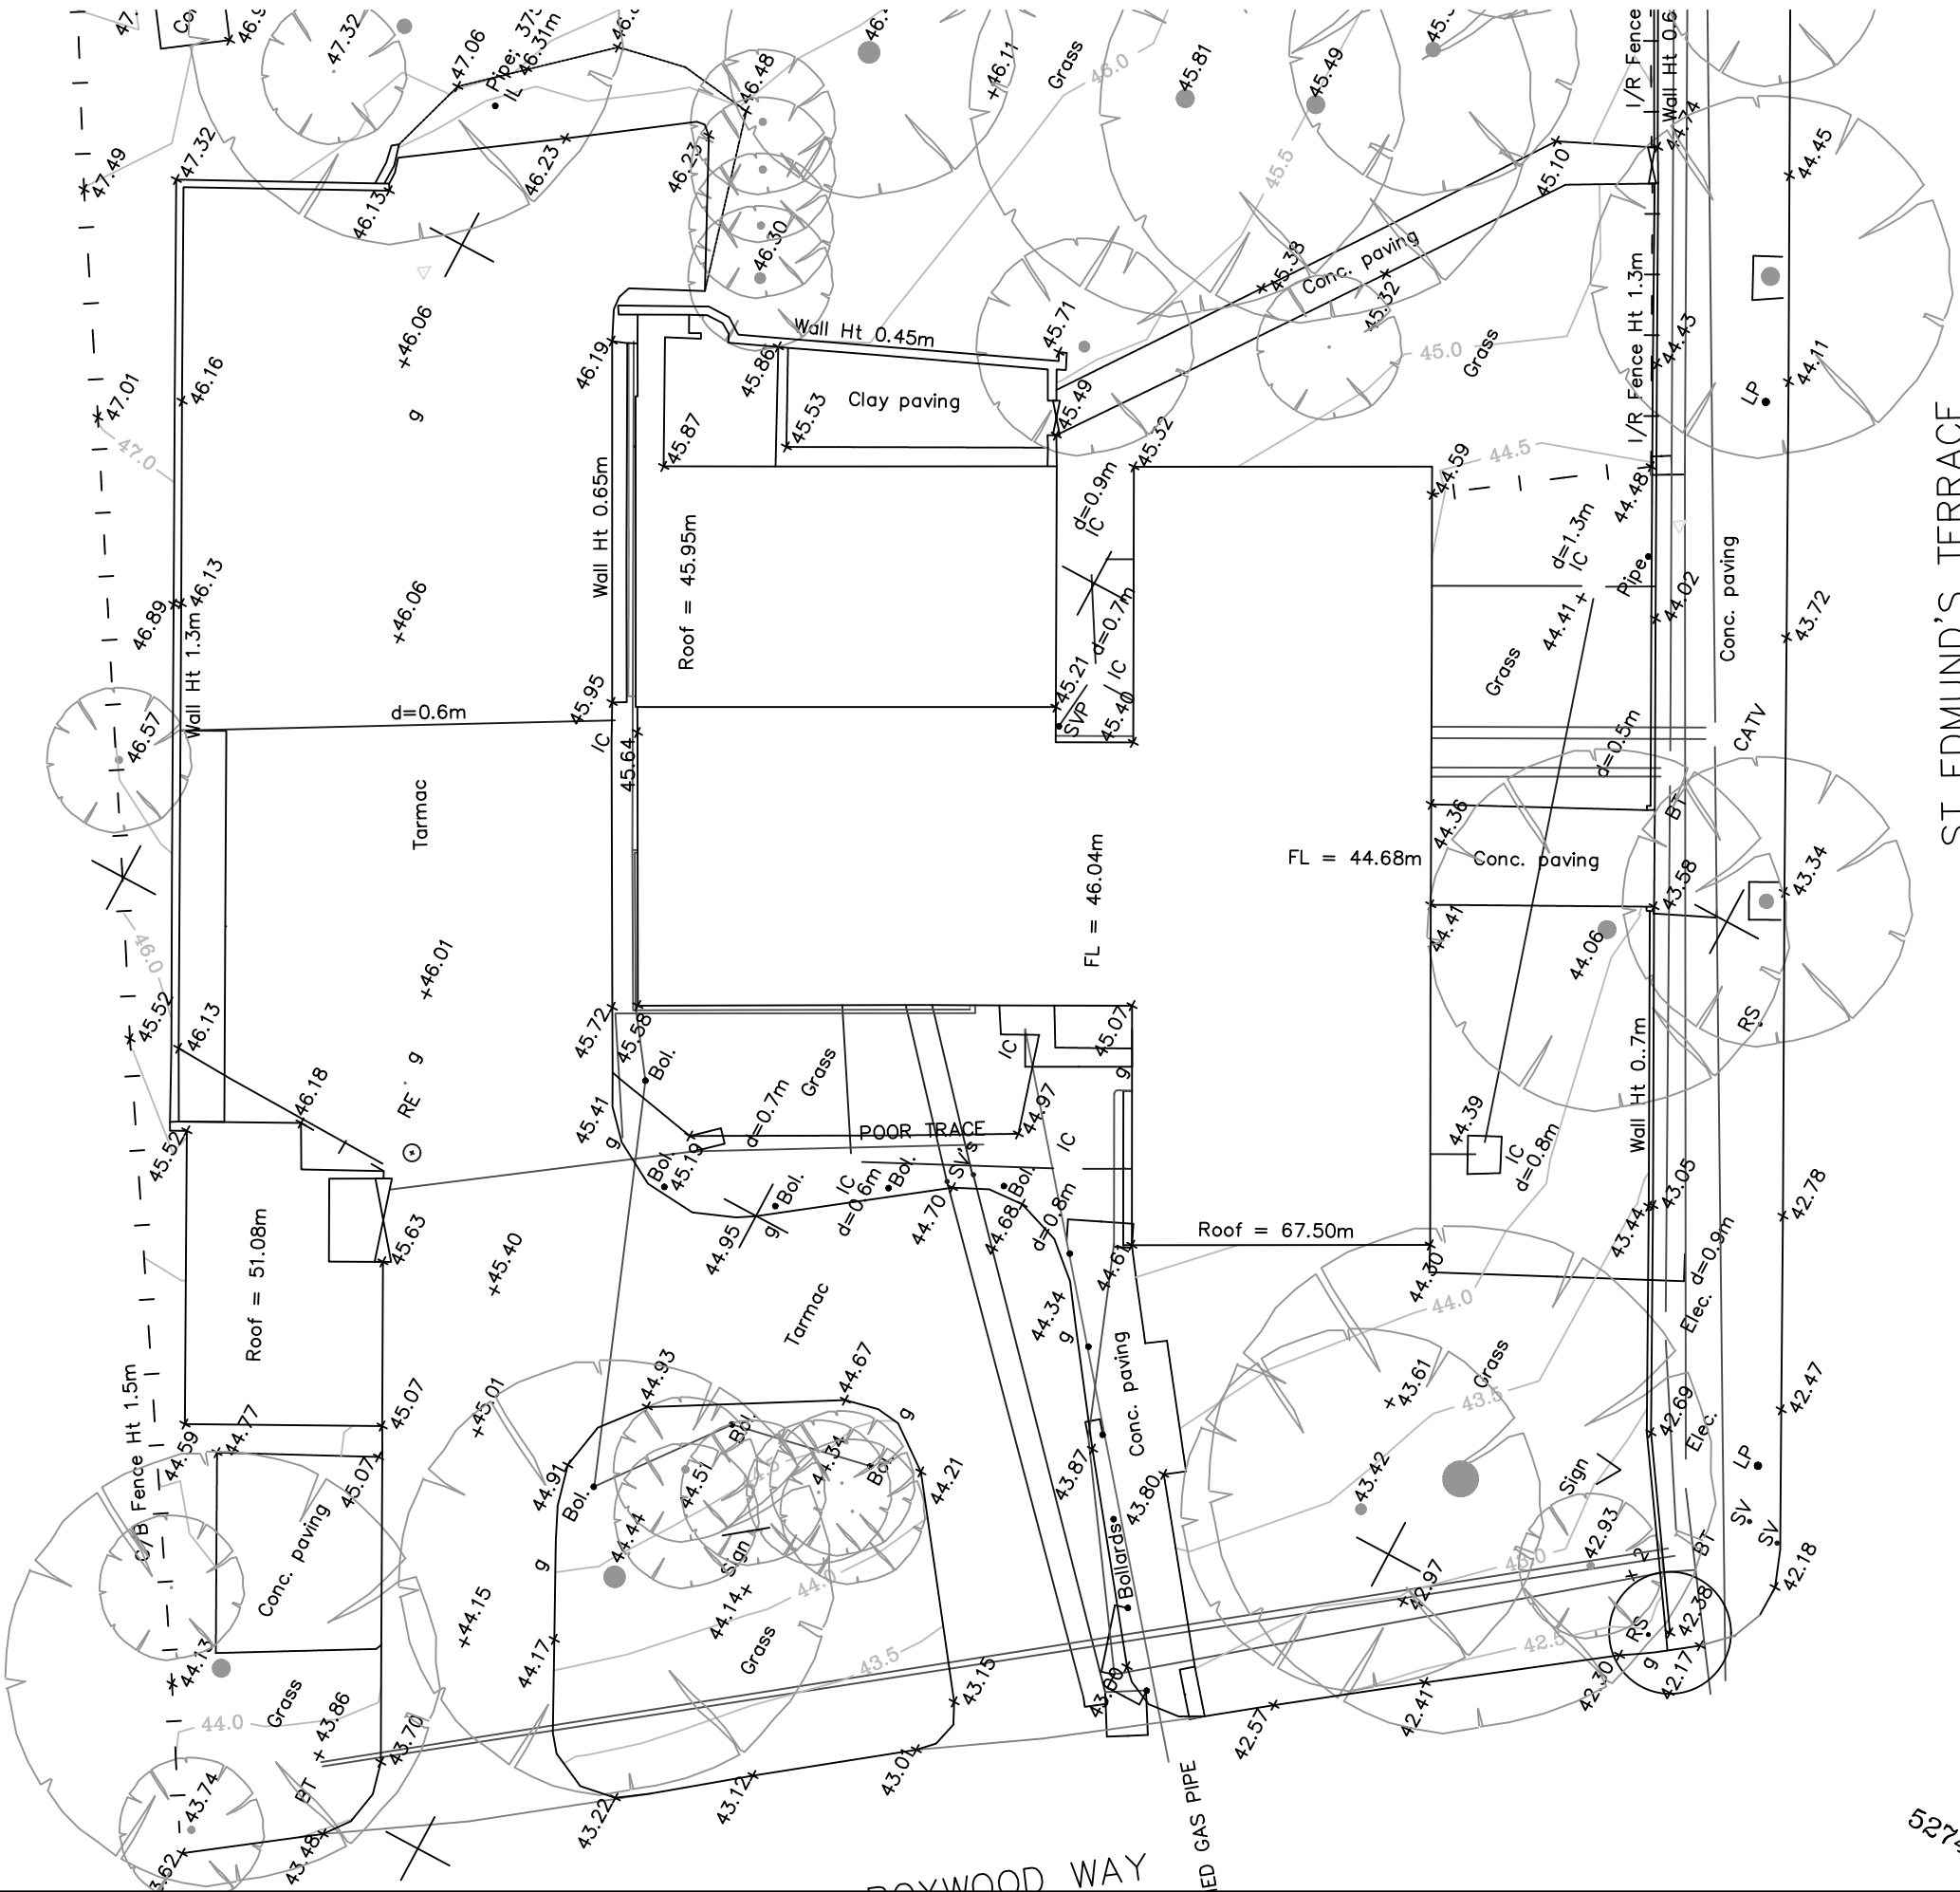 47.32
47.06
Pipe; 37
IL 46.31m
46.48
46.11
Grass
46.0
45.81
45.49
I/R Fence
Wall Ht 0.6
44.74
47.49
47.32
46.13
46.23
46.23
46.30
45.5
45.10
44.45
45.38
Conc. paving
45.32
I/R Fence Ht 1.3m
46.06
46.19
Wall Ht 0.45m
45.71
45.0
Grass
44.43
44.11
LP
47.01
46.16
g
45.86
45.87
45.53
Clay paving
45.49
45.32
47.0
d=0.9m
IC
44.59
44.5
44.48
ST EDMUND'S TERRACE
Wall Ht 0.65m
Roof = 45.95m
d=1.3m
IC
Pipe
Conc. paving
46.89
46.13
46.06
d=0.7m
IC
44.41
44.02
43.72
Wall Ht 1.3m
46.57
d=0.6m
45.95
IC
45.64
45.21
SVP
45.40
Grass
d=0.5m
CATV
Tarmac
BT
44.36
FL = 46.04m
FL = 44.68m
Conc. paving
43.58
43.34
44.41
44.06
46.0
46.01
45.52
46.13
45.72
45.58
Bol.
Grass
IC
45.07
RS
g
46.18
RE
45.41
g
d=0.7m
POOR TRACE
44.97
g
IC
44.39
IC
d=0.8m
Wall Ht 0..7m
45.52
Bol.
45.19
Bol.
IC
d=0.6m
Bol.
SV's
Bol.
44.70
44.68
d=0.8m
43.44
43.05
42.78
Roof = 51.08m
45.63
45.40
44.95
g
44.61
Roof = 67.50m
44.30
d=0.9m
Elec.
Tarmac
44.34
g
44.0
Conc. paving
C/B Fence Ht 1.5m
44.59
44.77
45.07
45.01
44.93
44.67
g
Grass
43.61
43.5
42.69
Elec.
42.47
45.07
44.91
Bol.
Bol.
44.51
44.34
Bol.
44.21
43.87
43.80
43.42
Sign
LP
SV
SV
Conc. paving
g
44.44
Sign
44.0
Bollards
42.97
43.0
42.93
2
BT
42.18
44.15
44.14
44.13
44.17
Grass
43.5
43.15
43.00
42.5
42.30
RS
g
42.38
42.17
44.0
Grass
43.86
43.70
BT
43.01
42.57
42.41
43.74
43.48
43.22
43.12
BOXWOOD WAY
GAS PIPE